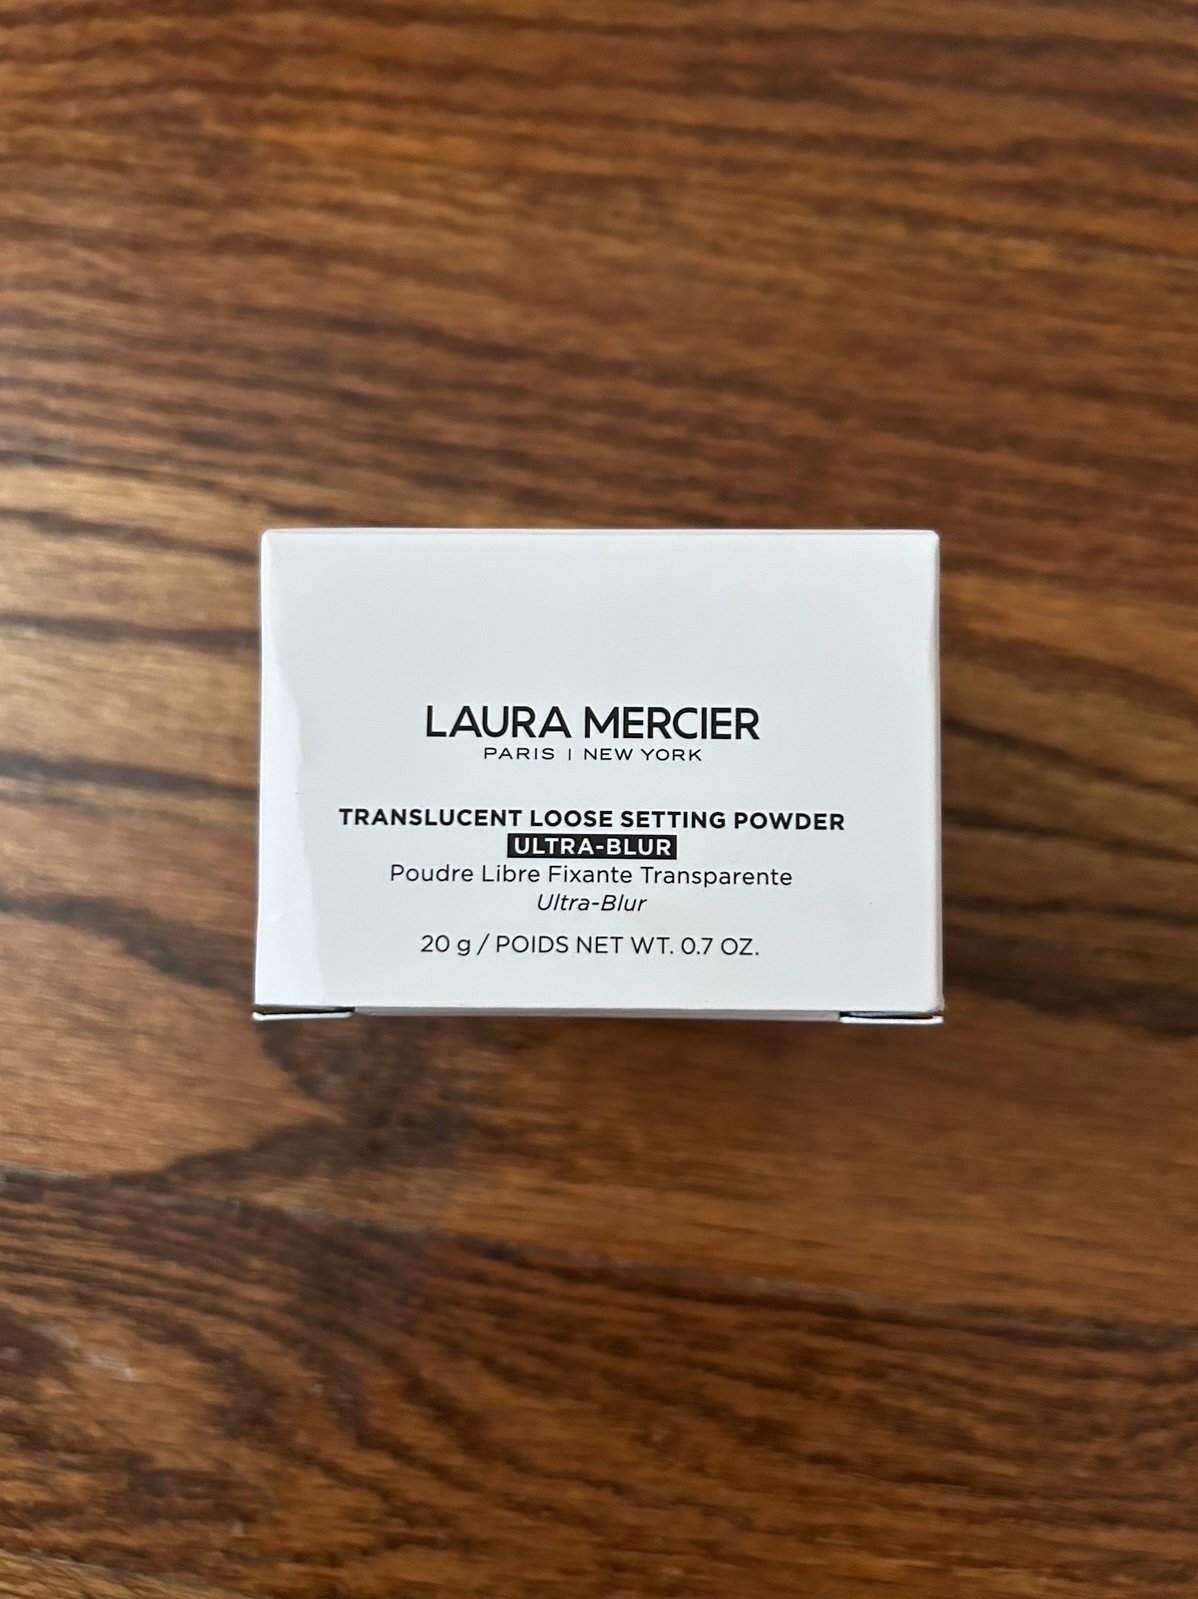 LAURA MERCIER
PARIS | NEW YORK
TRANSLUCENT LOOSE SETTING POWDER
ULTRA-BLUR
Poudre Libre Fixante Transparente
Ultra-Blur
20 g / POIDS NET WT. 0.7 OZ.